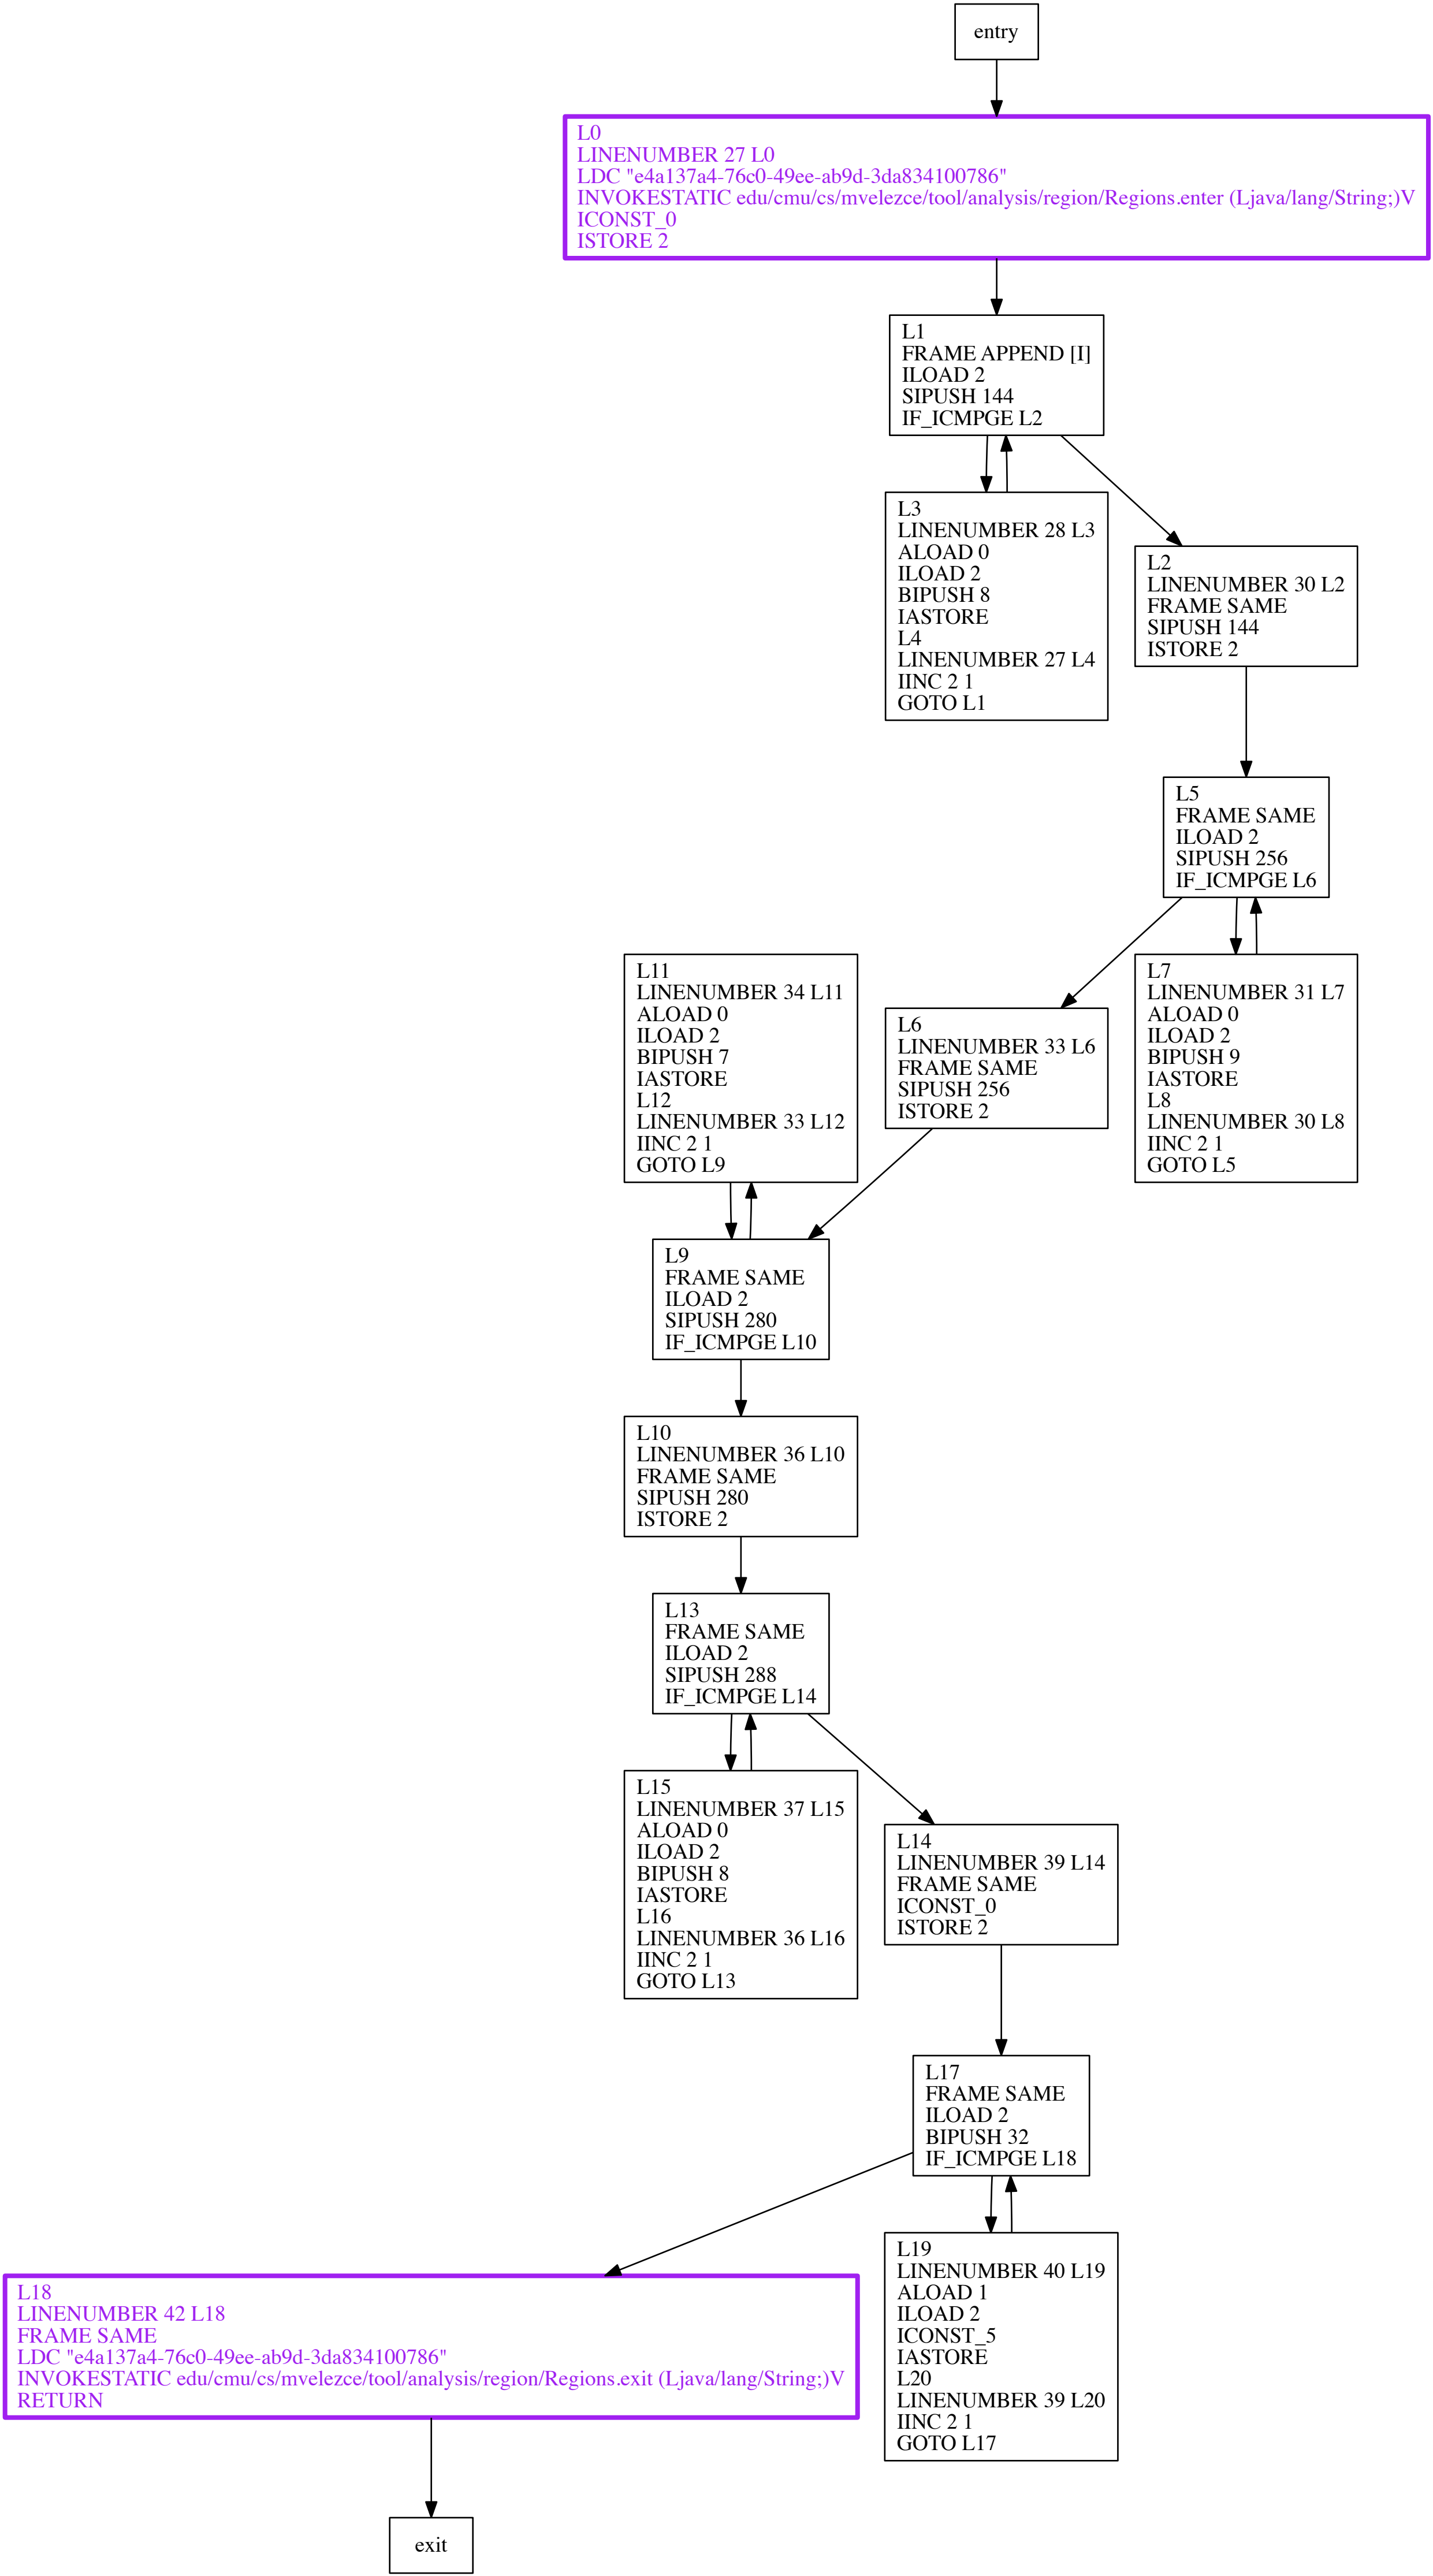 entry
L0
LINENUMBER 27 L0
LDC "e4a137a4-76c0-49ee-ab9d-3da834100786"
INVOKESTATIC edu/cmu/cs/mvelezce/tool/analysis/region/Regions.enter (Ljava/lang/String;)V
ICONST_0
ISTORE 2
L1
FRAME APPEND [I]
ILOAD 2
SIPUSH 144
IF_ICMPGE L2
L3
LINENUMBER 28 L3
ALOAD 0
ILOAD 2
BIPUSH 8
IASTORE
L4
LINENUMBER 27 L4
IINC 2 1
GOTO L1
L2
LINENUMBER 30 L2
FRAME SAME
SIPUSH 144
ISTORE 2
L5
FRAME SAME
ILOAD 2
SIPUSH 256
IF_ICMPGE L6
L11
LINENUMBER 34 L11
ALOAD 0
ILOAD 2
BIPUSH 7
IASTORE
L12
LINENUMBER 33 L12
IINC 2 1
GOTO L9
L6
LINENUMBER 33 L6
FRAME SAME
SIPUSH 256
ISTORE 2
L7
LINENUMBER 31 L7
ALOAD 0
ILOAD 2
BIPUSH 9
IASTORE
L8
LINENUMBER 30 L8
IINC 2 1
GOTO L5
L9
FRAME SAME
ILOAD 2
SIPUSH 280
IF_ICMPGE L10
L10
LINENUMBER 36 L10
FRAME SAME
SIPUSH 280
ISTORE 2
L13
FRAME SAME
ILOAD 2
SIPUSH 288
IF_ICMPGE L14
L15
LINENUMBER 37 L15
ALOAD 0
ILOAD 2
BIPUSH 8
IASTORE
L16
LINENUMBER 36 L16
IINC 2 1
GOTO L13
L14
LINENUMBER 39 L14
FRAME SAME
ICONST_0
ISTORE 2
L17
FRAME SAME
ILOAD 2
BIPUSH 32
IF_ICMPGE L18
L19
LINENUMBER 40 L19
ALOAD 1
ILOAD 2
ICONST_5
IASTORE
L20
LINENUMBER 39 L20
IINC 2 1
GOTO L17
L18
LINENUMBER 42 L18
FRAME SAME
LDC "e4a137a4-76c0-49ee-ab9d-3da834100786"
INVOKESTATIC edu/cmu/cs/mvelezce/tool/analysis/region/Regions.exit (Ljava/lang/String;)V
RETURN
exit